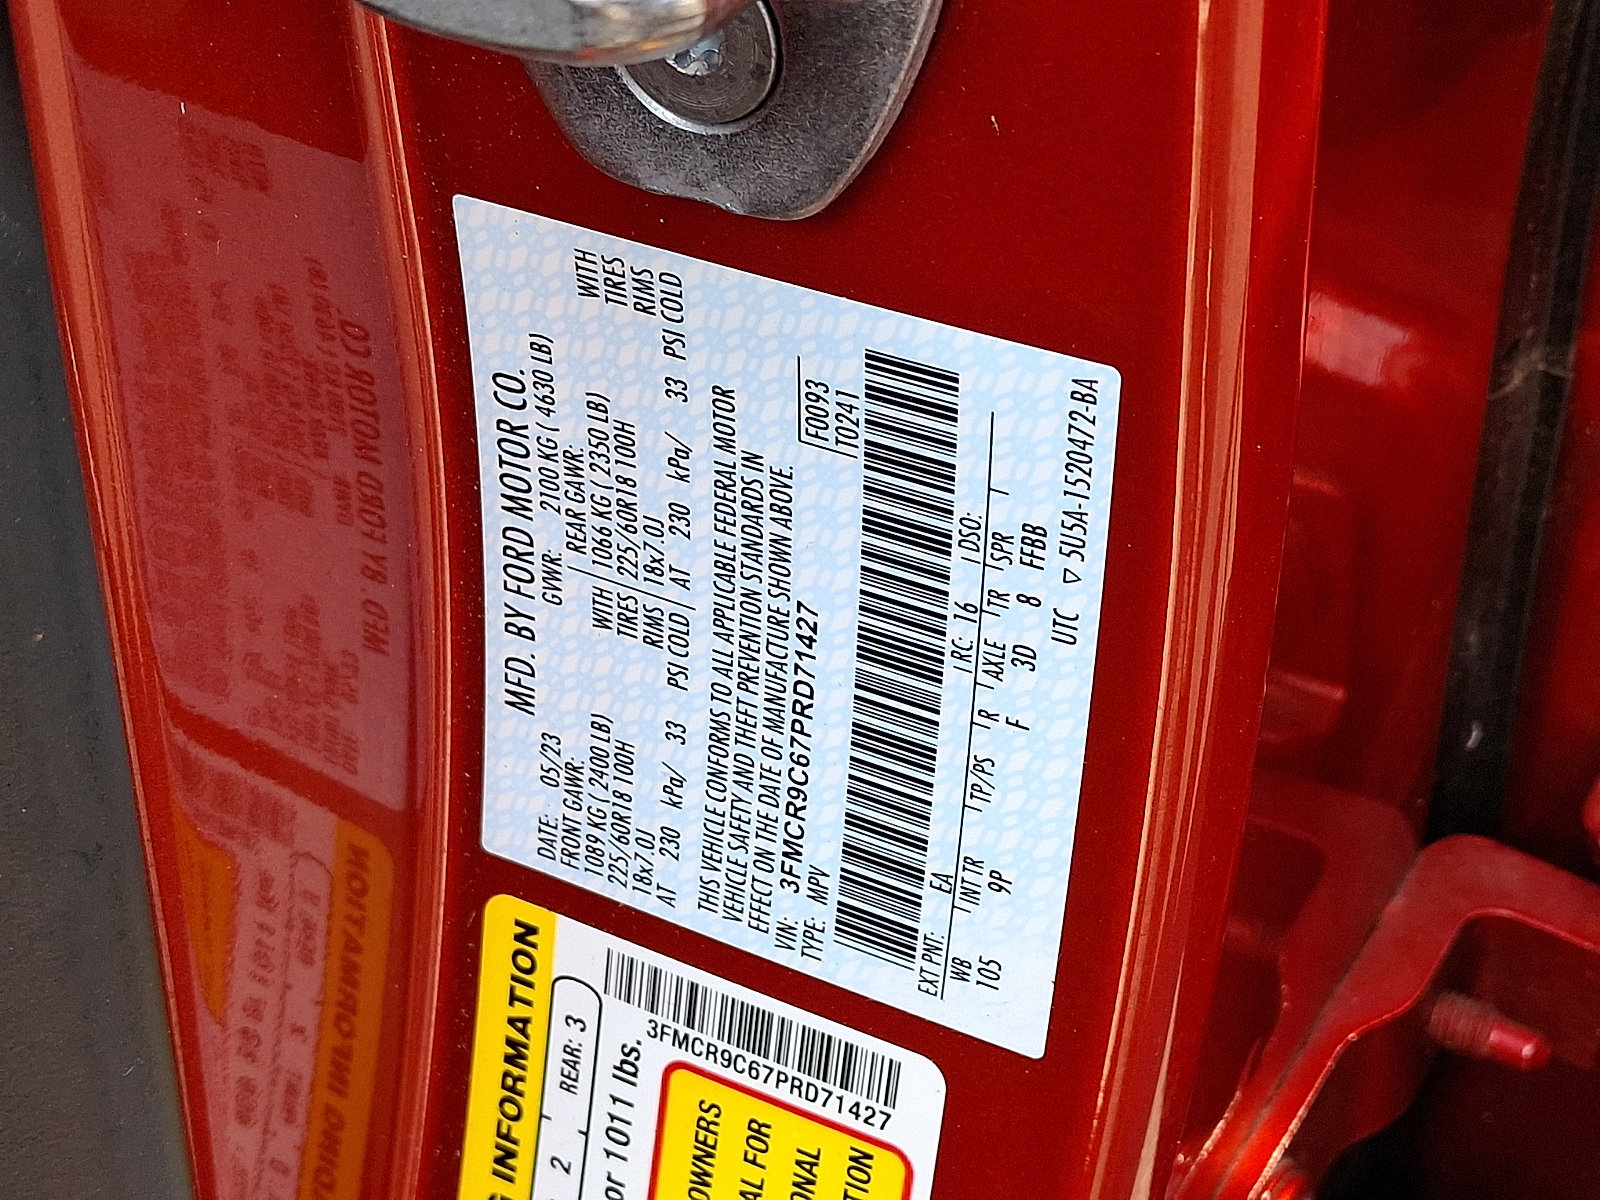 MFD. BY FORD MOTOR CO.
DATE: 05/23 GVWR: 2100 KG ( 4630 LB)
FRONT GAWR: REAR GAWR:
1089 KG ( 2400 LB) WITH 1066 KG ( 2350 LB) WITH
225/60R18 100H TIRES 225/60R18 100H TIRES
18x7.0J RIMS 18x7.0J RIMS
AT 230 kPa/ 33 PSI COLD AT 230 kPa/ 33 PSI COLD
THIS VEHICLE CONFORMS TO ALL APPLICABLE FEDERAL MOTOR
VEHICLE SAFETY AND THEFT PREVENTION STANDARDS IN
EFFECT ON THE DATE OF MANUFACTURE SHOWN ABOVE.
VIN: 3FMCR9C67PRD71427 F0093
TYPE: MPV T0241
EXT PNT: EA RC: 16 DSO:
WB INT TR TP/PS R AXLE TR SPR
105 9P F 3D 8 FFBB
UTC ▽ 5U5A-1520472-BA
INFORMATION
2 REAR: 3
or 1011 lbs.
3FMCR9C67PRD71427
OWNERS
AL FOR
ONAL
TION